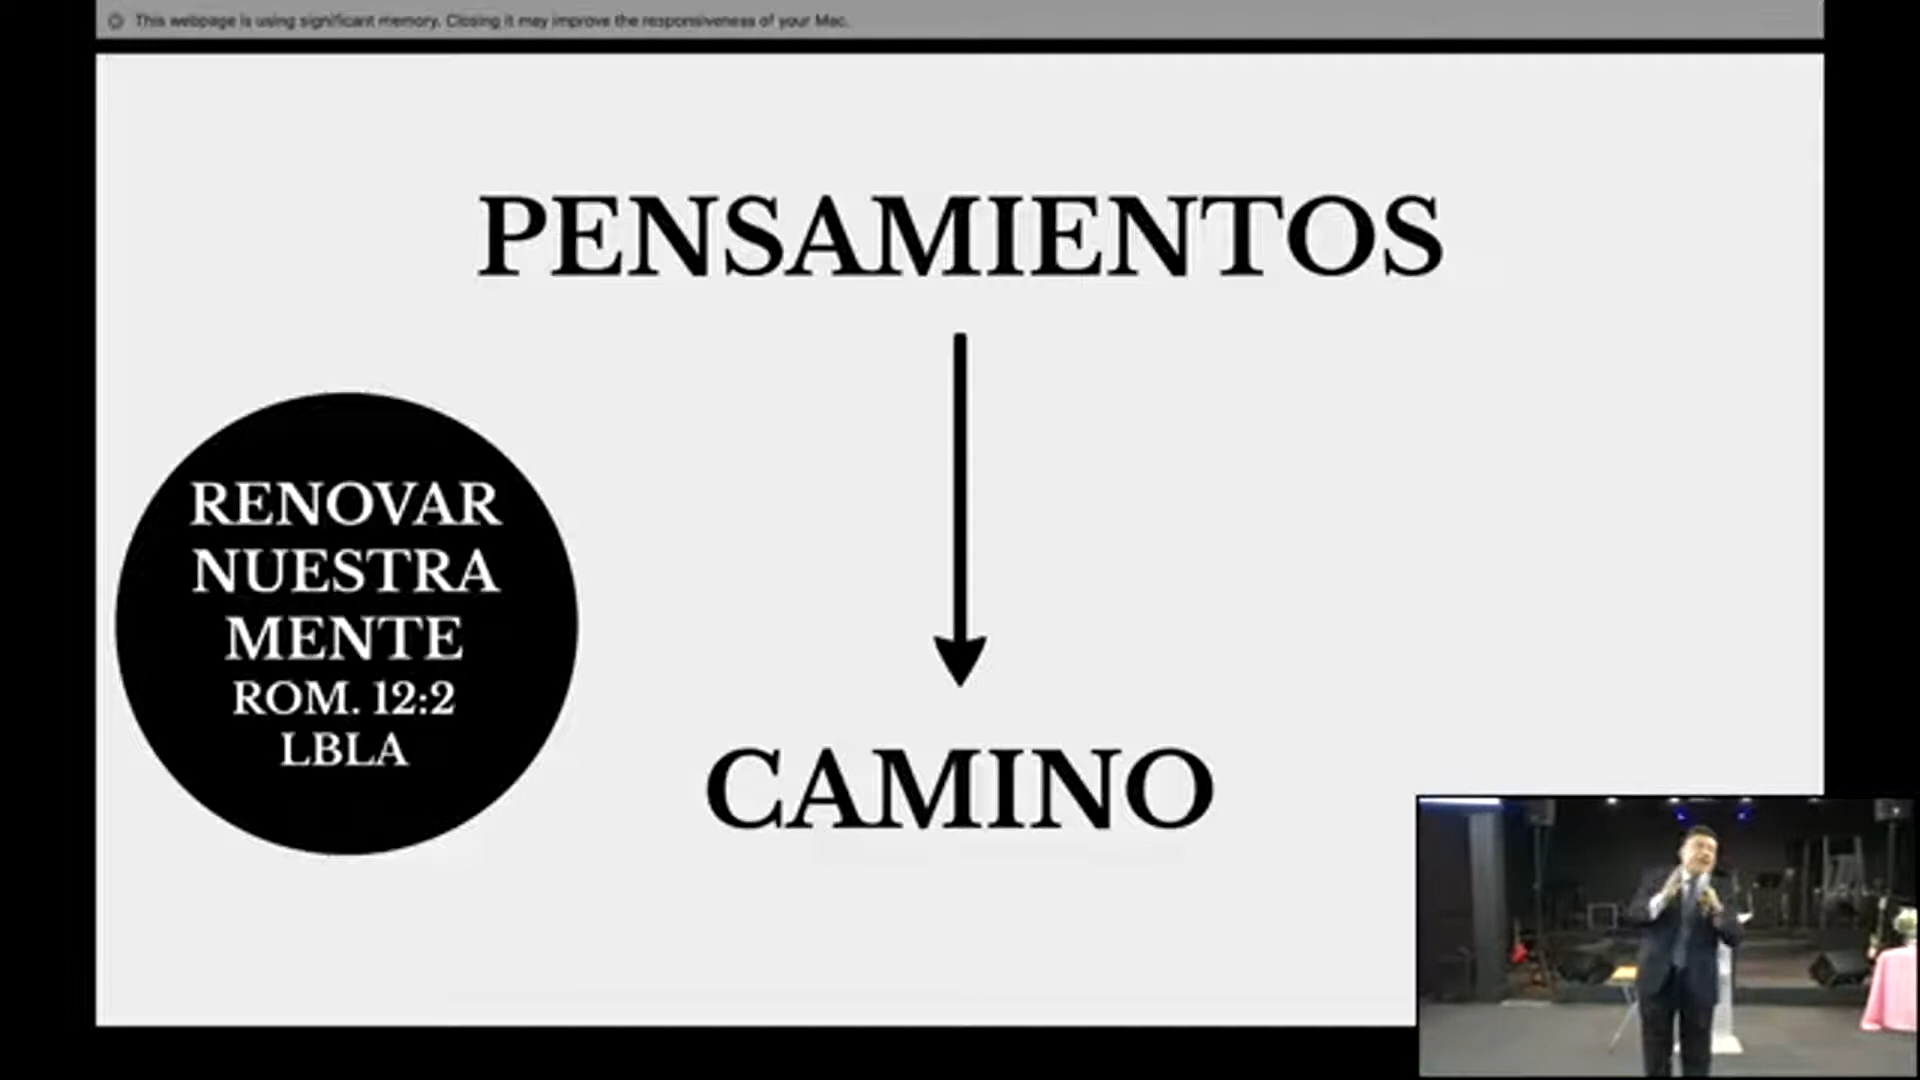 This webpage is using significant memory. Closing it may improve the responsiveness of your Mac.
PENSAMIENTOS
RENOVAR
NUESTRA
MENTE
ROM. 12:2
LBLA
CAMINO